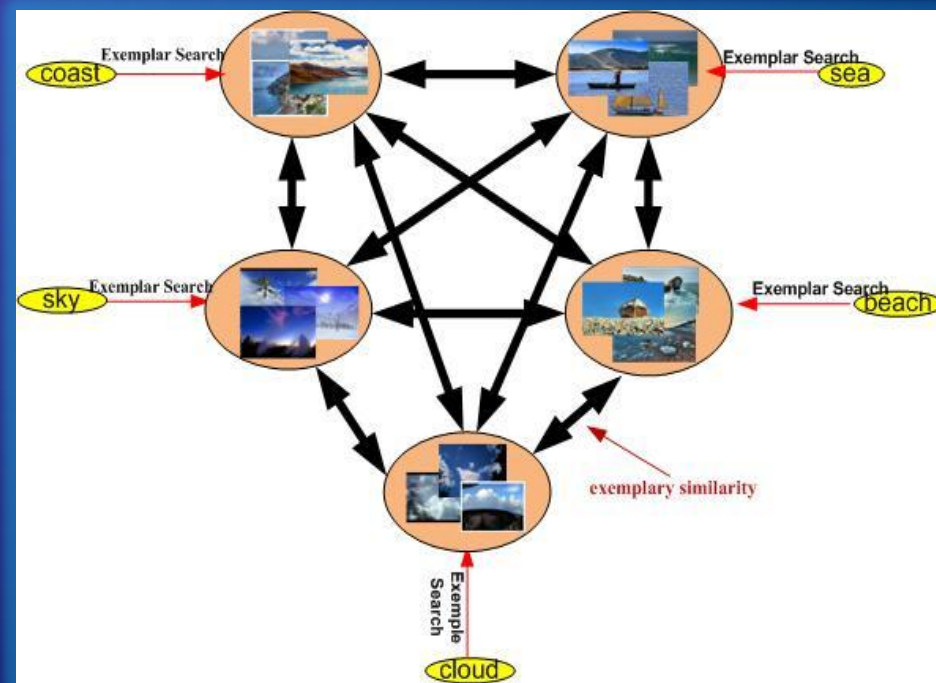 Exemplar Search
coast
Exemplar Search
sea
Exemplar Search
sky
Exemplar Search
beach
exemplary similarity
Exemple
Search
cloud